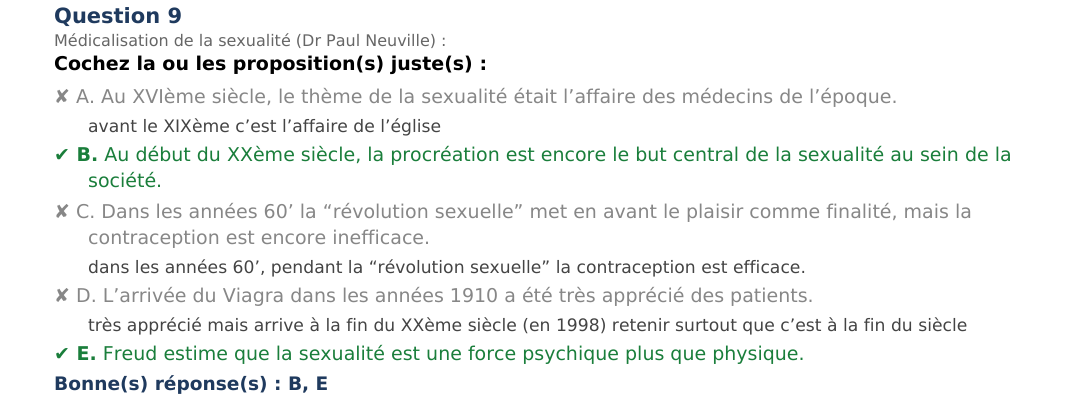 Question 9
Médicalisation de la sexualité (Dr Paul Neuville) :
Cochez la ou les proposition(s) juste(s) :
✘ A. Au XVIème siècle, le thème de la sexualité était l’affaire des médecins de l’époque.
avant le XIXème c’est l’affaire de l’église
✔ B. Au début du XXème siècle, la procréation est encore le but central de la sexualité au sein de la
société.
✘ C. Dans les années 60’ la “révolution sexuelle” met en avant le plaisir comme finalité, mais la
contraception est encore inefficace.
dans les années 60’, pendant la “révolution sexuelle” la contraception est efficace.
✘ D. L’arrivée du Viagra dans les années 1910 a été très apprécié des patients.
très apprécié mais arrive à la fin du XXème siècle (en 1998) retenir surtout que c’est à la fin du siècle
✔ E. Freud estime que la sexualité est une force psychique plus que physique.
Bonne(s) réponse(s) : B, E